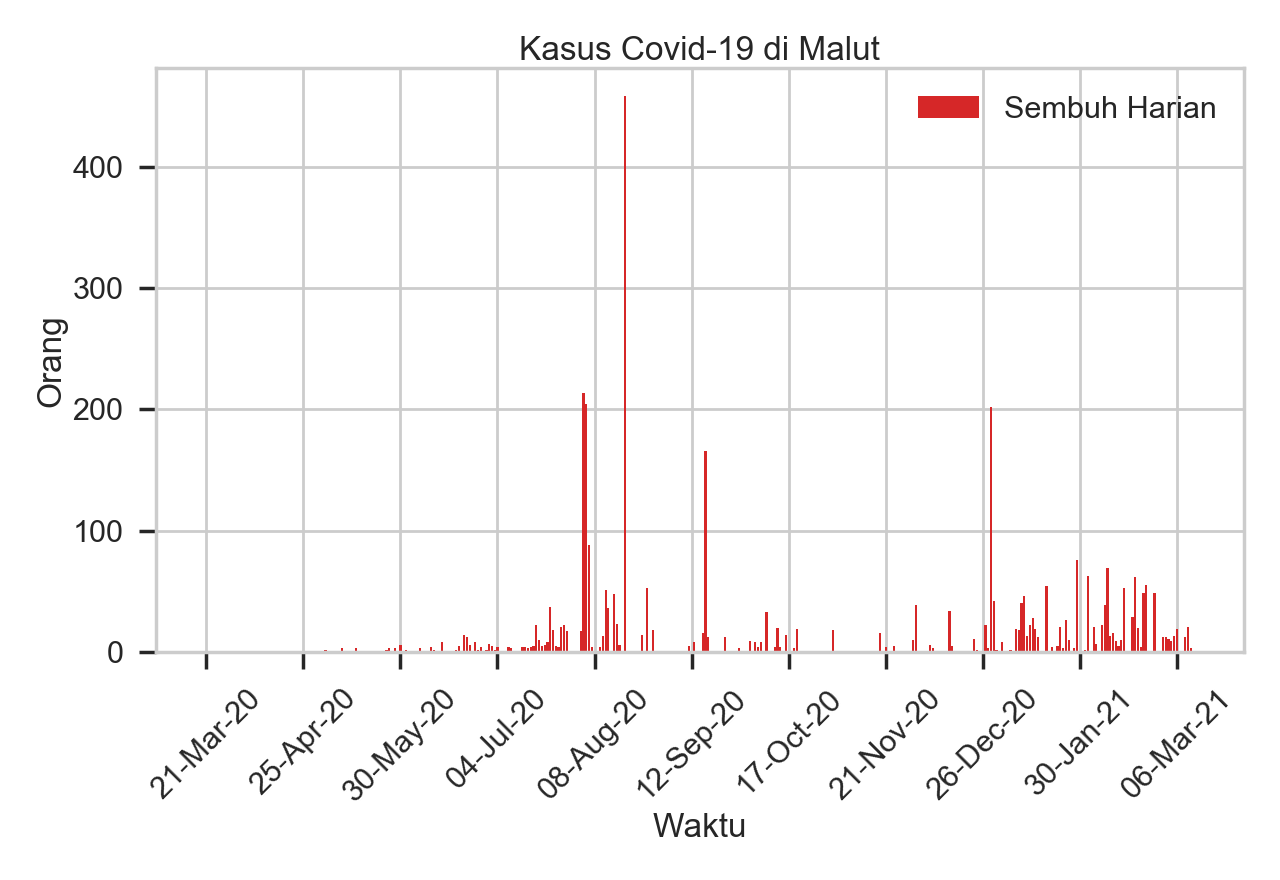 Kasus Covid-19 di Malut
Sembuh Harian
Orang
400
300
200
100
0
21-Mar-20
25-Apr-20
30-May-20
04-Jul-20
08-Aug-20
12-Sep-20
17-Oct-20
21-Nov-20
26-Dec-20
30-Jan-21
06-Mar-21
Waktu